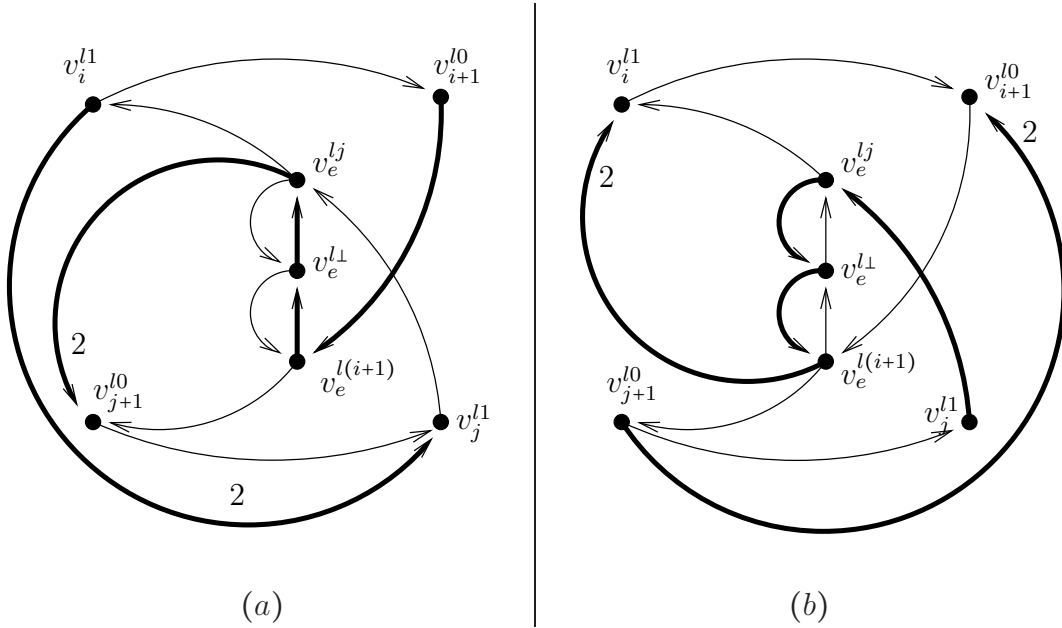 v_i^{l1}
v_{i+1}^{l0}
v_e^{lj}
v_e^{l⊥}
2
v_e^{l(i+1)}
v_{j+1}^{l0}
v_j^{l1}
2
(a)
v_i^{l1}
v_{i+1}^{l0}
2
v_e^{lj}
2
v_e^{l⊥}
v_e^{l(i+1)}
v_{j+1}^{l0}
v_j^{l1}
(b)